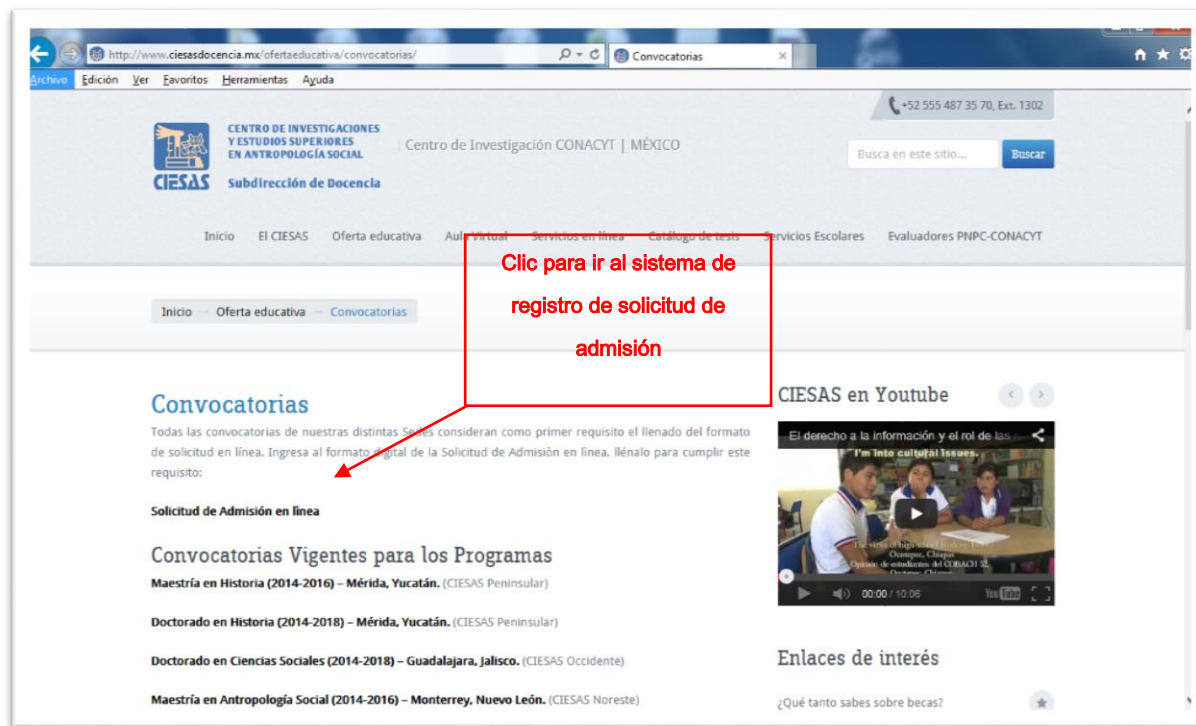 http://www.ciesasdocencia.mx/ofertaeducativa/convocatorias/
Convocatorias
Archivo Edición Ver Favoritos Herramientas Ayuda
+52 555 487 35 70, Ext. 1302
CENTRO DE INVESTIGACIONES
Y ESTUDIOS SUPERIORES
EN ANTROPOLOGÍA SOCIAL
Centro de Investigación CONACYT | MÉXICO
Busca en este sitio...
Buscar
CIESAS
Subdirección de Docencia
Inicio El CIESAS Oferta educativa Aula Virtual Servicios en línea Catálogo de tesis Servicios Escolares Evaluadores PNPC-CONACYT
Clic para ir al sistema de
registro de solicitud de
admisión
Inicio Oferta educativa Convocatorias
Convocatorias
Todas las convocatorias de nuestras distintas Sedes consideran como primer requisito el llenado del formato
de solicitud en línea. Ingresa al formato digital de la Solicitud de Admisión en línea, llénalo para cumplir este
requisito:
Solicitud de Admisión en línea
Convocatorias Vigentes para los Programas
Maestría en Historia (2014-2016) – Mérida, Yucatán. (CIESAS Peninsular)
Doctorado en Historia (2014-2018) – Mérida, Yucatán. (CIESAS Peninsular)
Doctorado en Ciencias Sociales (2014-2018) – Guadalajara, Jalisco. (CIESAS Occidente)
Maestría en Antropología Social (2014-2016) – Monterrey, Nuevo León. (CIESAS Noreste)
CIESAS en Youtube
El derecho a la información y el rol de las
I'm into cultural issues.
Ocotepec, Chiapas
Opinión de estudiantes del COBACH 52,
00:00 / 10:06
YouTube
Enlaces de interés
¿Qué tanto sabes sobre becas?